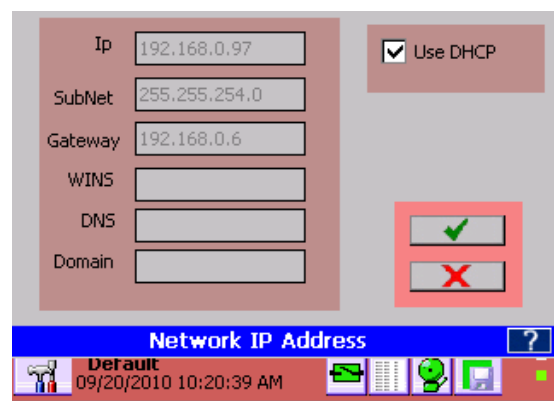 Ip 192.168.0.97
Use DHCP
SubNet 255.255.254.0
Gateway 192.168.0.6
WINS
DNS
Domain
Network IP Address ?
Default
09/20/2010 10:20:39 AM